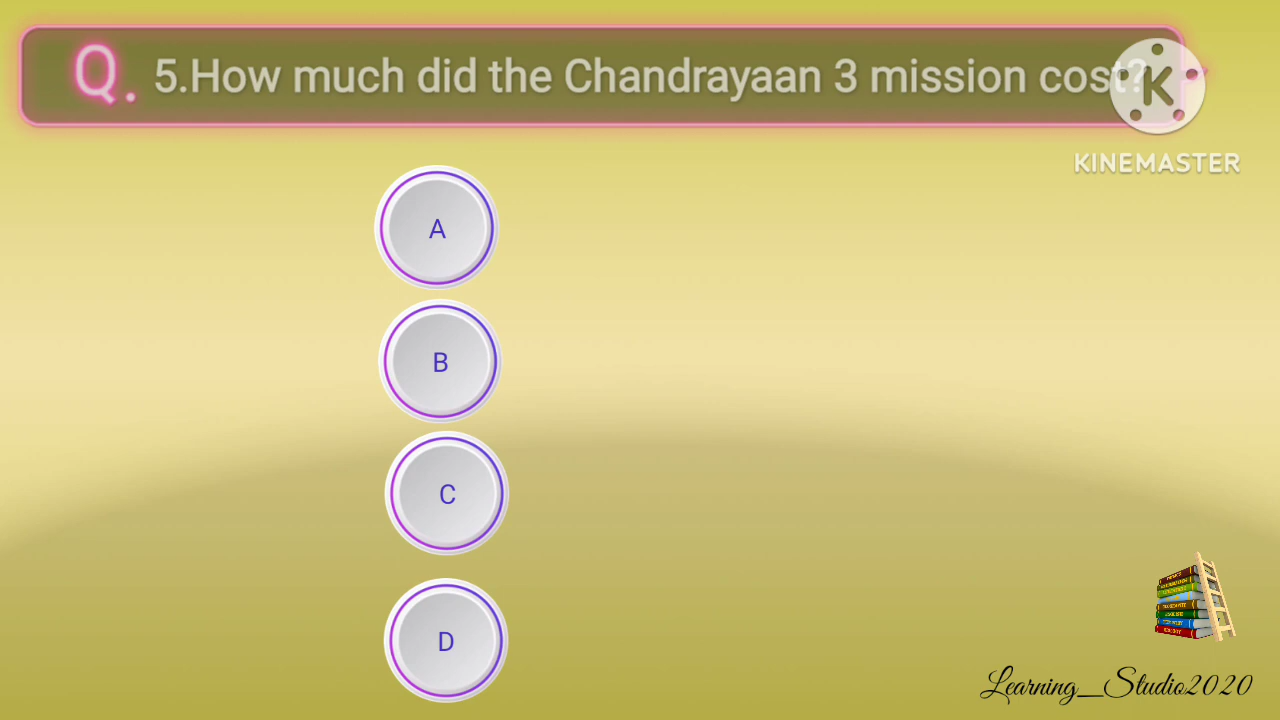 Q. 5.How much did the Chandrayaan 3 mission cost?
K
KINEMASTER
A
B
C
D
Learning_Studio2020